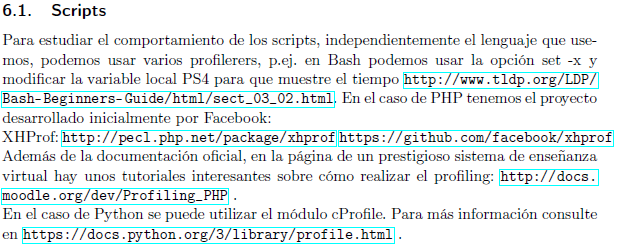 6.1. Scripts
Para estudiar el comportamiento de los scripts, independientemente el lenguaje que use-
mos, podemos usar varios profilerers, p.ej. en Bash podemos usar la opción set -x y
modificar la variable local PS4 para que muestre el tiempo http://www.tldp.org/LDP/
Bash-Beginners-Guide/html/sect_03_02.html. En el caso de PHP tenemos el proyecto
desarrollado inicialmente por Facebook:
XHProf: http://pecl.php.net/package/xhprof https://github.com/facebook/xhprof
Además de la documentación oficial, en la página de un prestigioso sistema de enseñanza
virtual hay unos tutoriales interesantes sobre cómo realizar el profiling: http://docs.
moodle.org/dev/Profiling_PHP .
En el caso de Python se puede utilizar el módulo cProfile. Para más información consulte
en https://docs.python.org/3/library/profile.html .